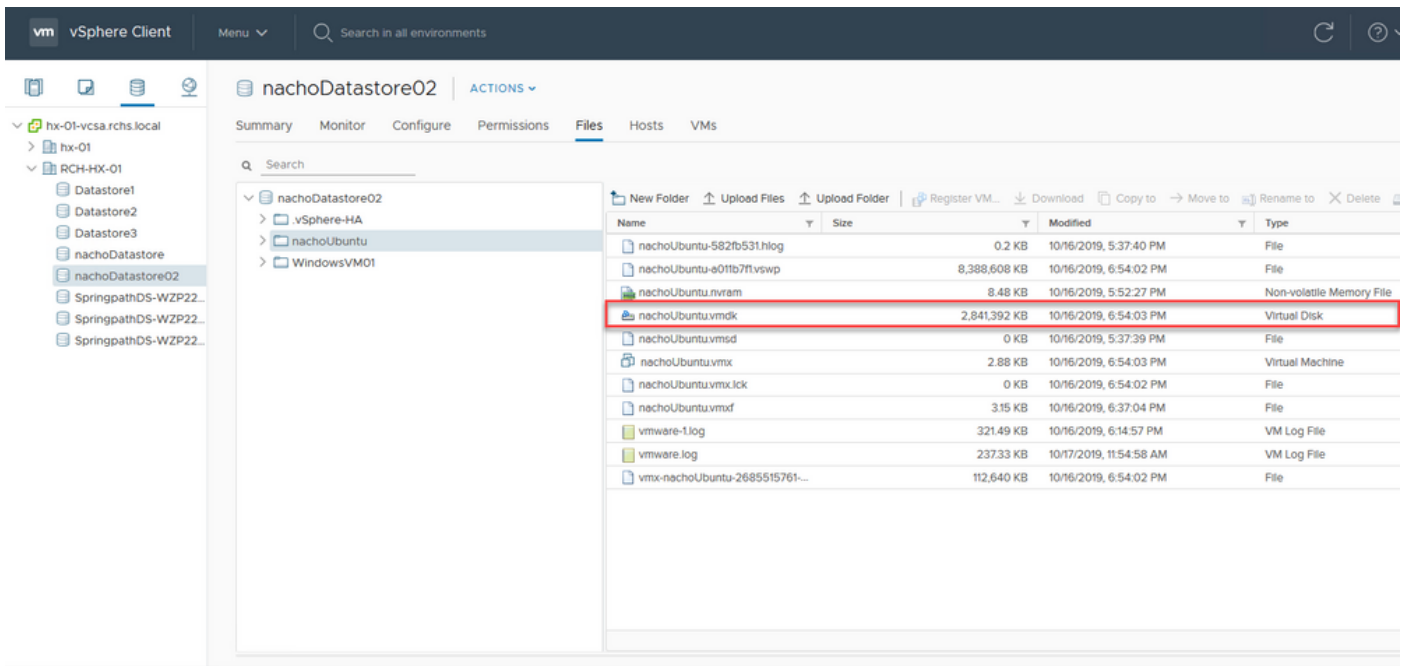 vm vSphere Client Menu Search in all environments
nachoDatastore02 ACTIONS
Summary Monitor Configure Permissions Files Hosts VMs
hx-01-vcsa.rchs.local
hx-01
RCH-HX-01
Datastore1
Datastore2
Datastore3
nachoDatastore
nachoDatastore02
SpringpathDS-WZP22...
SpringpathDS-WZP22...
SpringpathDS-WZP22...
Search
nachoDatastore02
.vSphere-HA
nachoUbuntu
WindowsVM01
New Folder Upload Files Upload Folder Register VM... Download Copy to Move to Rename to Delete
Name Size Modified Type
nachoUbuntu-582fb531.hlog 0.2 KB 10/16/2019, 5:37:40 PM File
nachoUbuntu-a011b7f1.vswp 8,388,608 KB 10/16/2019, 6:54:02 PM File
nachoUbuntu.nvram 8.48 KB 10/16/2019, 5:52:27 PM Non-volatile Memory File
nachoUbuntu.vmdk 2,841,392 KB 10/16/2019, 6:54:03 PM Virtual Disk
nachoUbuntu.vmsd 0 KB 10/16/2019, 5:37:39 PM File
nachoUbuntu.vmx 2.88 KB 10/16/2019, 6:54:03 PM Virtual Machine
nachoUbuntu.vmx.lck 0 KB 10/16/2019, 6:54:02 PM File
nachoUbuntu.vmxf 3.15 KB 10/16/2019, 6:37:04 PM File
vmware-1.log 321.49 KB 10/16/2019, 6:14:57 PM VM Log File
vmware.log 237.33 KB 10/17/2019, 11:54:58 AM VM Log File
vmx-nachoUbuntu-2685515761-... 112,640 KB 10/16/2019, 6:54:02 PM File